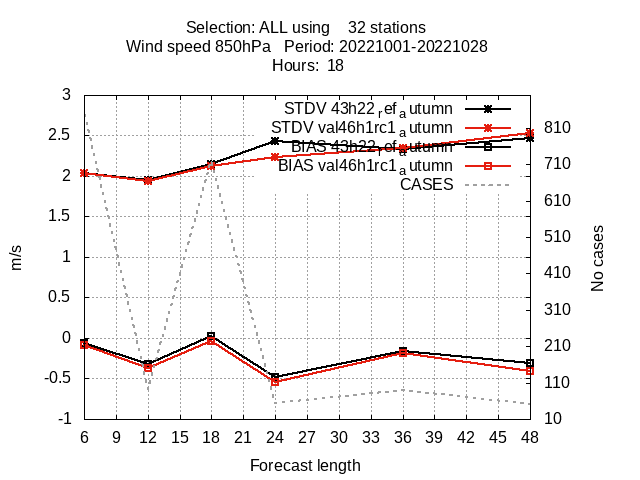 Selection: ALL using    32 stations
Wind speed 850hPa   Period: 20221001-20221028
Hours:  18
3
2.5
2
1.5
1
0.5
0
-0.5
-1
m/s
STDV 43h22_ref_autumn
STDV val46h1rc1_autumn
BIAS 43h22_ref_autumn
BIAS val46h1rc1_autumn
CASES
810
710
610
510
410
310
210
110
10
No cases
6 9 12 15 18 21 24 27 30 33 36 39 42 45 48
Forecast length